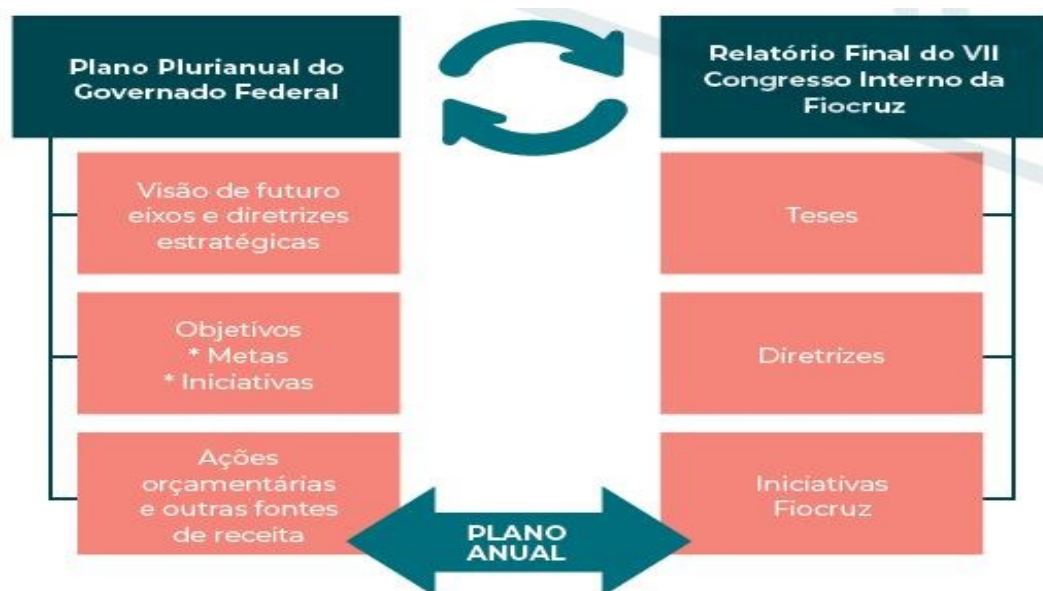 Plano Plurianual do
Governado Federal
Visão de futuro
eixos e diretrizes
estratégicas
Objetivos
* Metas
* Iniciativas
Ações
orçamentárias
e outras fontes
de receita
Relatório Final do VII
Congresso Interno da
Fiocruz
Teses
Diretrizes
Iniciativas
Fiocruz
PLANO
ANUAL